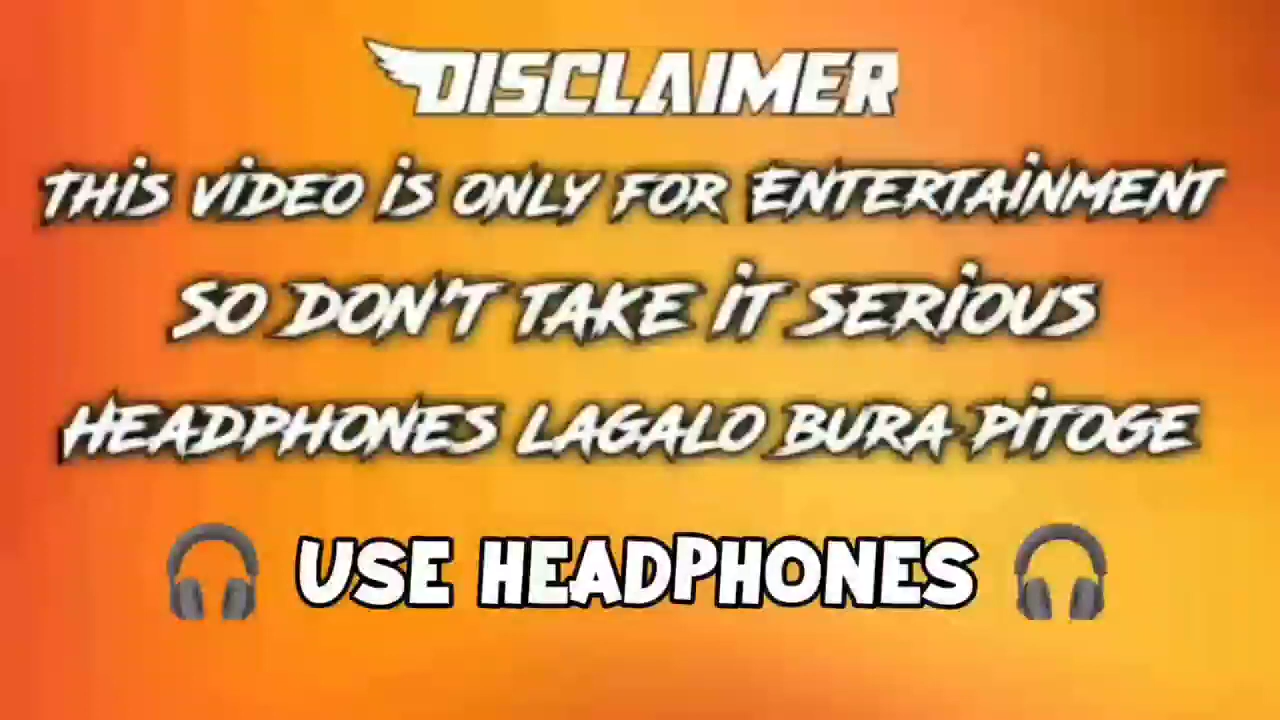 DISCLAIMER
THIS VIDEO IS ONLY FOR ENTERTAINMENT
SO DON'T TAKE IT SERIOUS
HEADPHONES LAGALO BURA PITOGE
USE HEADPHONES